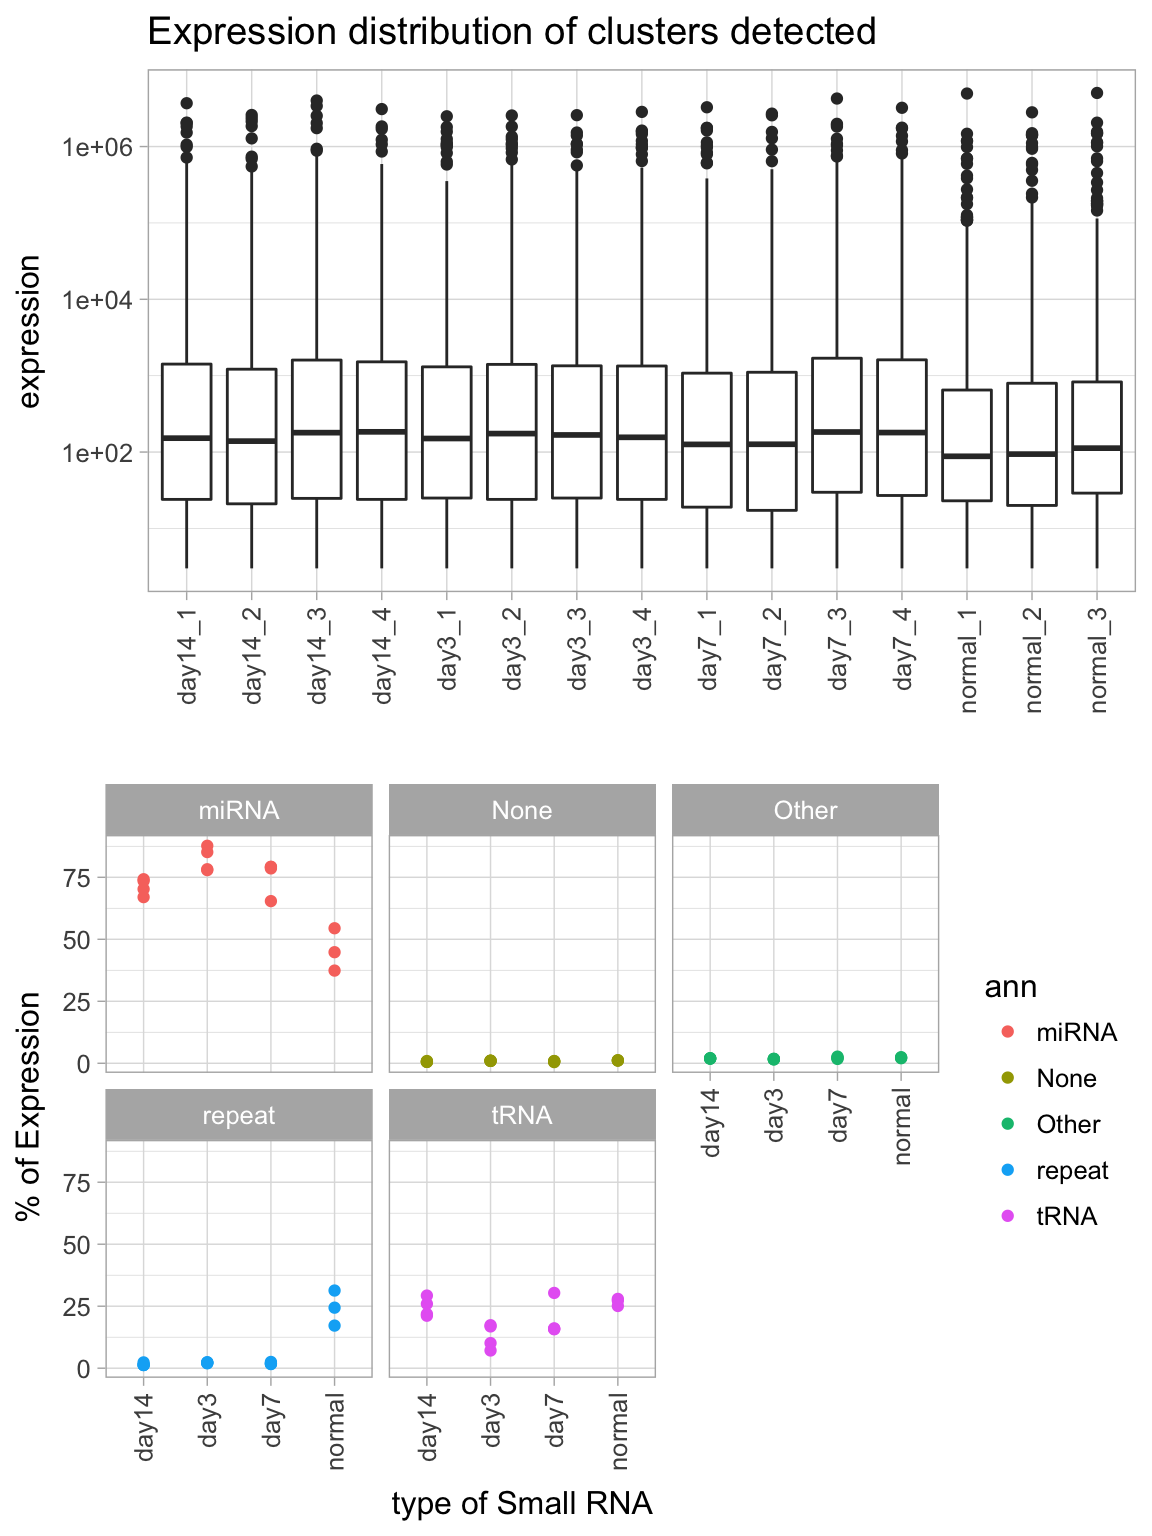 Expression distribution of clusters detected
expression
1e+06
1e+04
1e+02
day14_1
day14_2
day14_3
day14_4
day3_1
day3_2
day3_3
day3_4
day7_1
day7_2
day7_3
day7_4
normal_1
normal_2
normal_3
% of Expression
miRNA
None
Other
75
50
25
0
day14
day3
day7
normal
repeat
tRNA
75
50
25
0
day14
day3
day7
normal
day14
day3
day7
normal
type of Small RNA
ann
miRNA
None
Other
repeat
tRNA